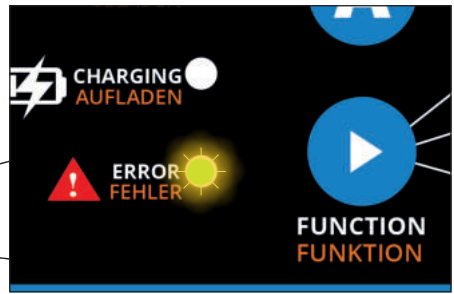 CHARGING
AUFLADEN
ERROR
FEHLER
FUNCTION
FUNKTION